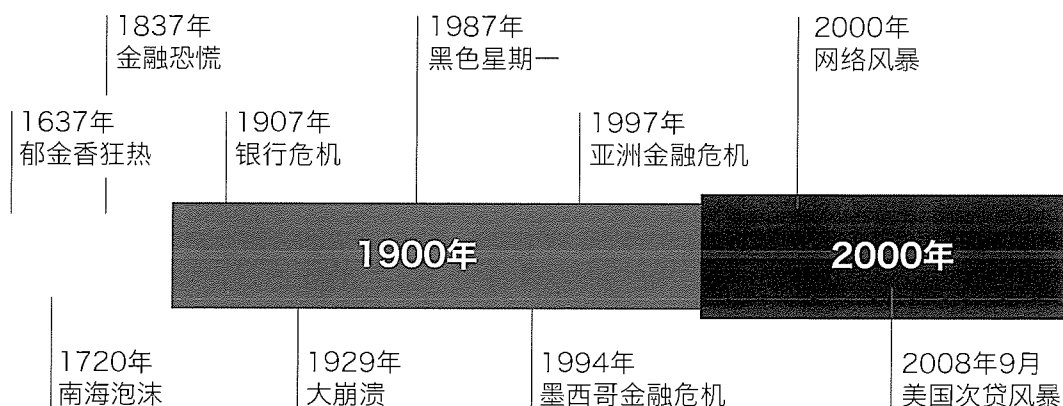 1837年
金融恐慌
1987年
黑色星期一
2000年
网络风暴
1637年
郁金香狂热
1907年
银行危机
1997年
亚洲金融危机
1900年
2000年
1720年
南海泡沫
1929年
大崩溃
1994年
墨西哥金融危机
2008年9月
美国次贷风暴